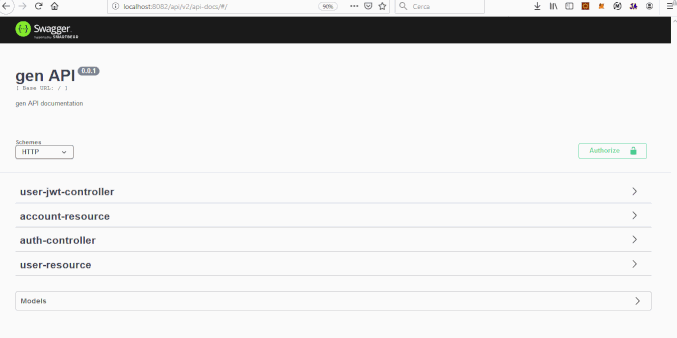 localhost:8082/api/v2/api-docs/#/
90%
Cerca
Swagger
Supported by SMARTBEAR
gen API 0.0.1
[ Base URL: / ]
gen API documentation
Schemes
HTTP
Authorize
user-jwt-controller
account-resource
auth-controller
user-resource
Models